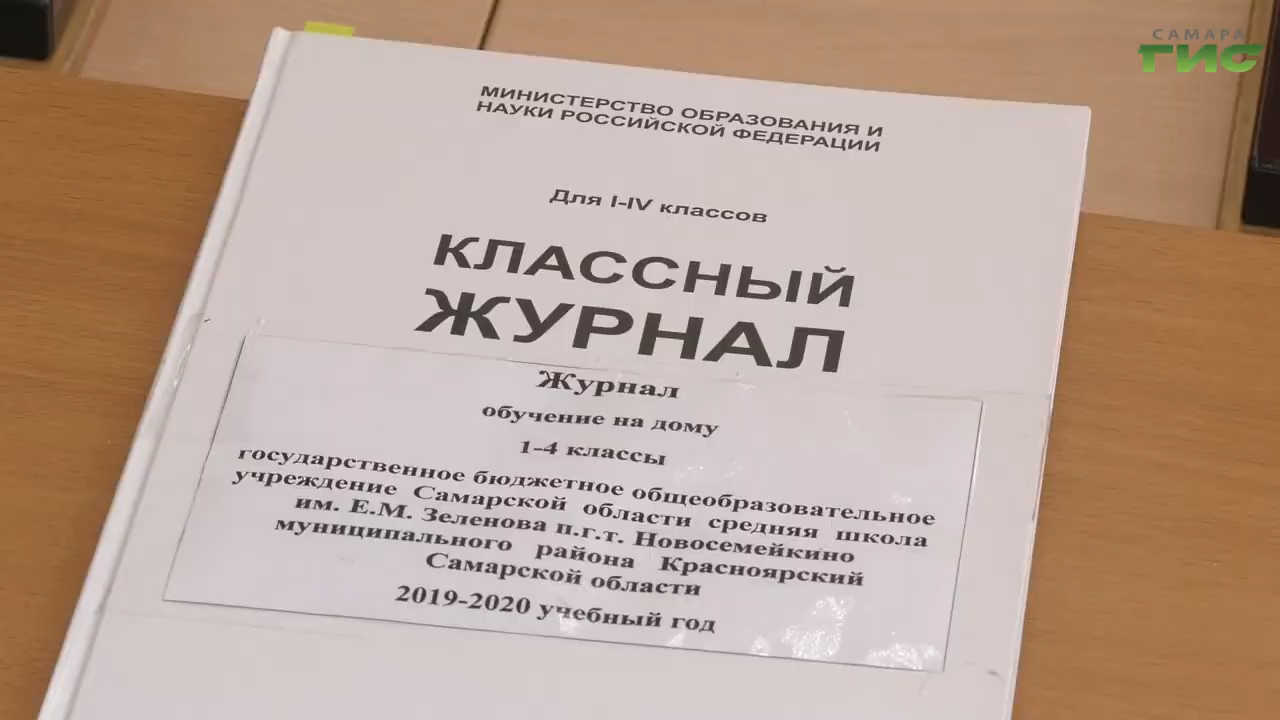 САМАРА
ГИС
МИНИСТЕРСТВО ОБРАЗОВАНИЯ И
НАУКИ РОССИЙСКОЙ ФЕДЕРАЦИИ
Для I-IV классов
КЛАССНЫЙ
ЖУРНАЛ
Журнал
обучение на дому
1-4 классы
государственное бюджетное общеобразовательное
учреждение Самарской области средняя школа
им. Е.М. Зеленова п.г.т. Новосемейкино
муниципального района Красноярский
Самарской области
2019-2020 учебный год